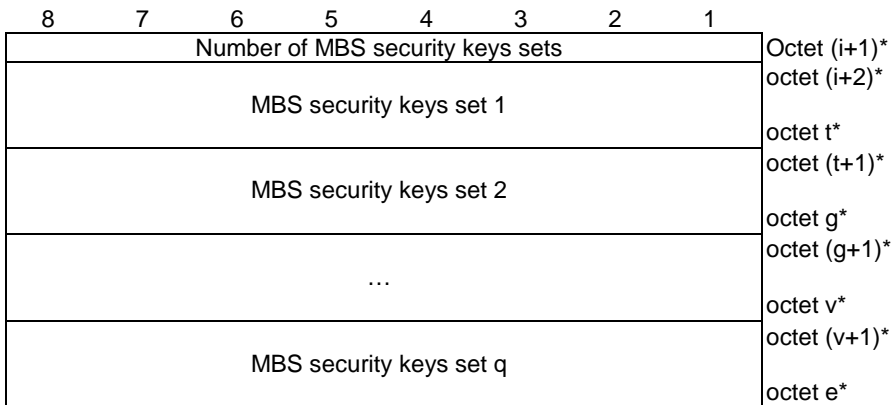 8 7 6 5 4 3 2 1
Number of MBS security keys sets Octet (i+1)*
octet (i+2)*
MBS security keys set 1
octet t*
octet (t+1)*
MBS security keys set 2
octet g*
octet (g+1)*
…
octet v*
octet (v+1)*
MBS security keys set q
octet e*